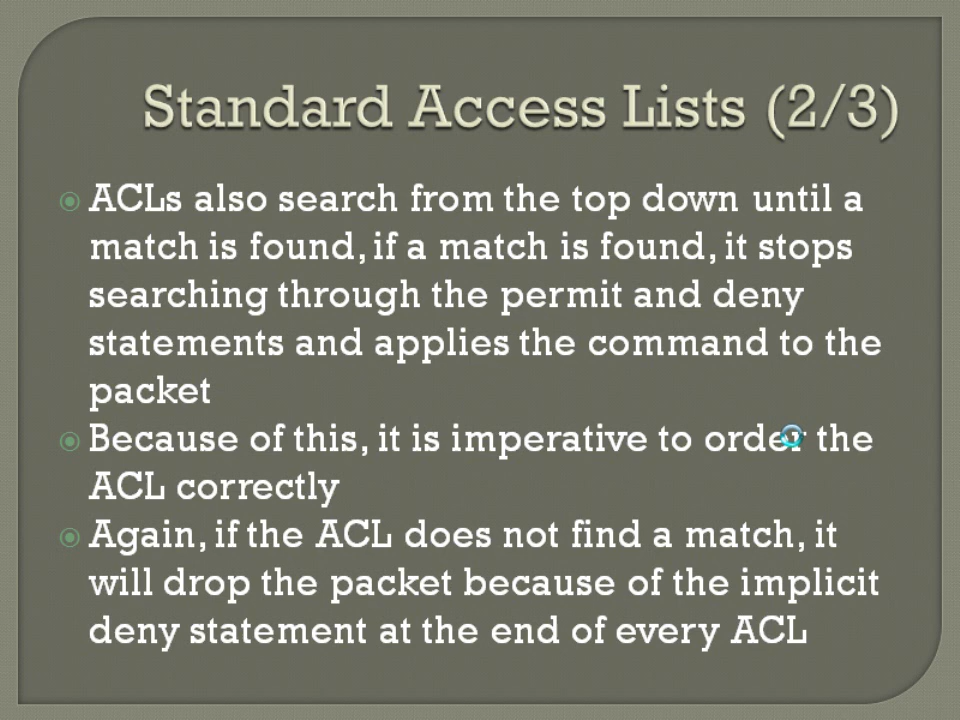 Standard Access Lists (2/3)
ACLs also search from the top down until a
match is found, if a match is found, it stops
searching through the permit and deny
statements and applies the command to the
packet
Because of this, it is imperative to order the
ACL correctly
Again, if the ACL does not find a match, it
will drop the packet because of the implicit
deny statement at the end of every ACL